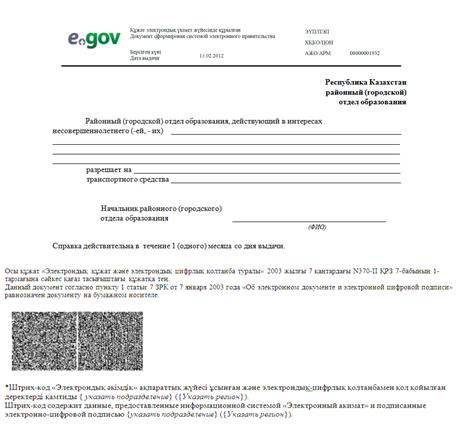 e.gov
Құжат электрондық үкімет жүйесінде құрылған
Документ сформирован системой электронного правительства
Берілген күні
Дата выдачи
13.02.2012
ЭҮП/ПЭП
ХҚКО/ЦОН
АЖО/АРМ
00000001952
Республика Казахстан
районный (городской)
отдел образования
Районный (городской) отдел образования, действующий в интересах
несовершеннолетнего (-ей, - их)
разрешает на
транспортного средства
Начальник районного (городского)
отдела образования
(ФИО)
Справка действительна в течение 1 (одного) месяца со дня выдачи.
Осы құжат «Электрондық құжат және электрондық цифрлық қолтаңба туралы» 2003 жылғы 7 қаңтардағы N370-II ҚРЗ 7-бабының 1-
тармағына сәйкес қағаз тасығыштағы құжатқа тең.
Данный документ согласно пункту 1 статьи 7 ЗРК от 7 января 2003 года «Об электронном документе и электронной цифровой подписи»
равнозначен документу на бумажном носителе.
*Штрих-код «Электрондық әкімдік» ақпараттық жүйесі ұсынған және электрондық-цифрлық қолтаңбамен қол қойылған
деректерді қамтиды { указать подразделение} ({Указать регион}).
Штрих-код содержит данные, предоставленные информационной системой «Электронный акимат» и подписанные
электронно-цифровой подписью {указать подразделение} ({Указать регион}).